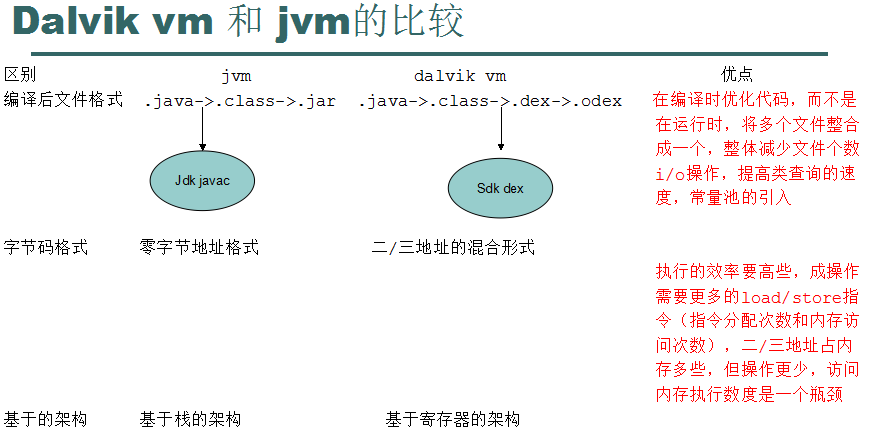 Dalvik vm 和 jvm的比较
区别 jvm dalvik vm 优点
编译后文件格式 .java->.class->.jar .java->.class->.dex->.odex
在编译时优化代码，而不是
在运行时，将多个文件整合
成一个，整体减少文件个数
i/o操作，提高类查询的速
度，常量池的引入
Jdk javac
Sdk dex
字节码格式 零字节地址格式 二/三地址的混合形式
执行的效率要高些，成操作
需要更多的load/store指
令（指令分配次数和内存访
问次数），二/三地址占内
存多些，但操作更少，访问
内存执行数度是一个瓶颈
基于的架构 基于栈的架构 基于寄存器的架构